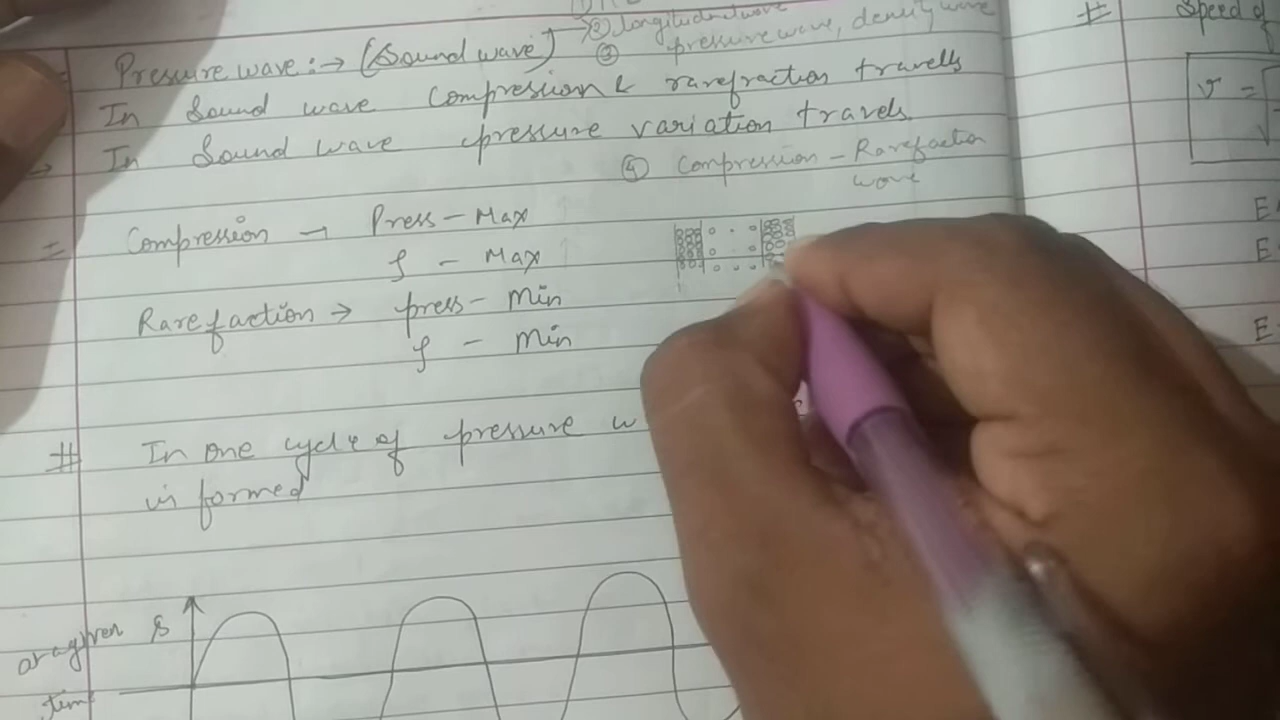 ② longitudinal wave
Pressure wave :→ (Sound wave) → ③ pressure wave, density wave
In Sound wave Compression & rarefraction travells
→ In Sound wave pressure variation travels.
④ Compression - Rarefaction
wave
= Compression → Press - Max
ρ - Max
Rarefaction → press - Min
ρ - Min
# In one cycle of pressure w
is formed
at a given
time
# Speed of
v = √
E
E
E